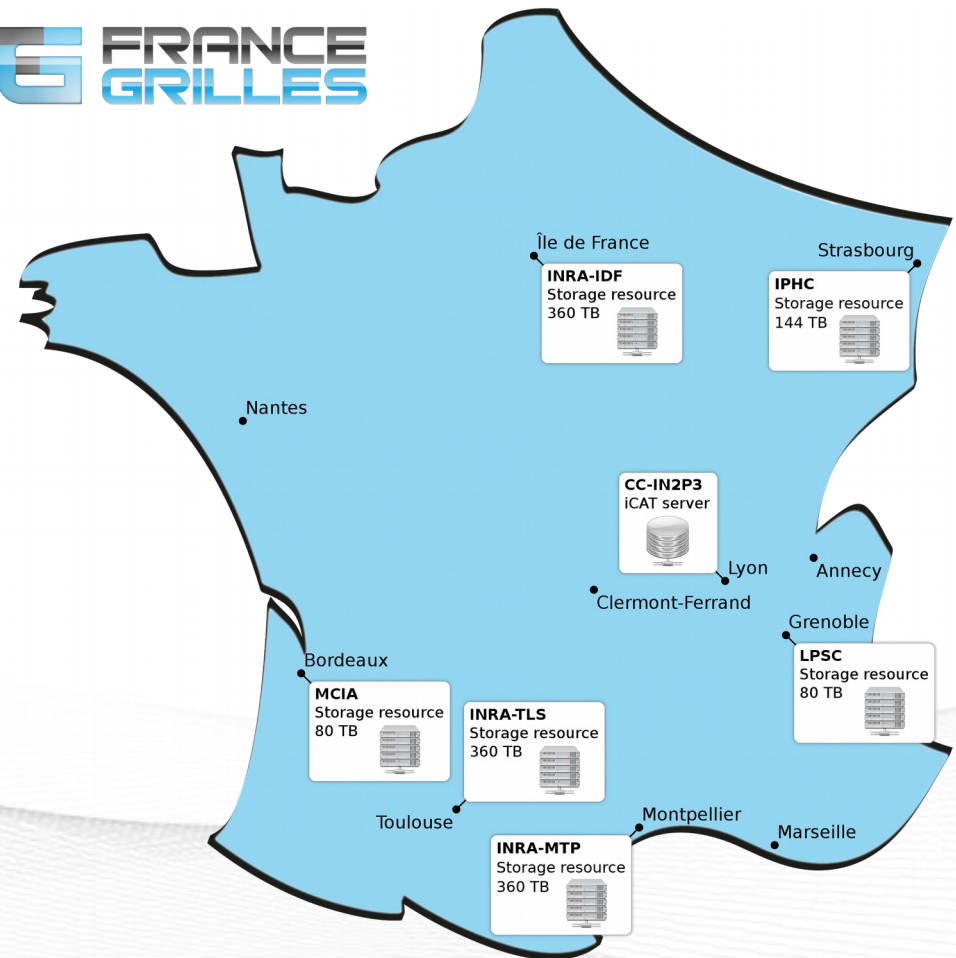 FRANCE
GRILLES
Île de France
INRA-IDF
Storage resource
360 TB
Strasbourg
IPHC
Storage resource
144 TB
Nantes
CC-IN2P3
iCAT server
Lyon
Annecy
Clermont-Ferrand
Grenoble
LPSC
Storage resource
80 TB
Bordeaux
MCIA
Storage resource
80 TB
INRA-TLS
Storage resource
360 TB
Toulouse
Montpellier
Marseille
INRA-MTP
Storage resource
360 TB